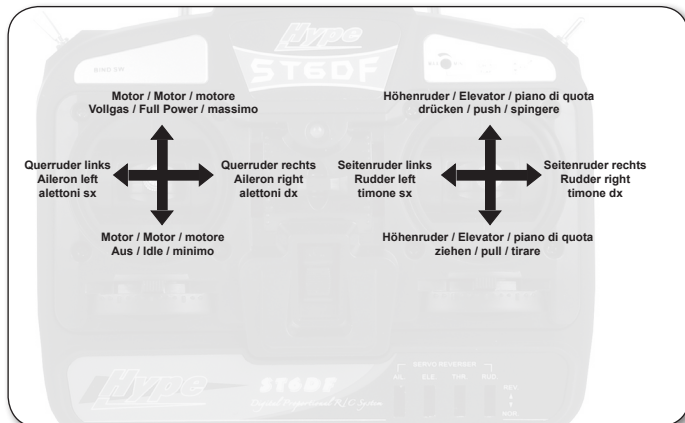 Hype
BIND SW
ST6DF
Motor / Motor / motore
Vollgas / Full Power / massimo
Höhenruder / Elevator / piano di quota
drücken / push / spingere
Querruder links
Aileron left
alettoni sx
Querruder rechts
Aileron right
alettoni dx
Seitenruder links
Rudder left
timone sx
Seitenruder rechts
Rudder right
timone dx
Motor / Motor / motore
Aus / Idle / minimo
Höhenruder / Elevator / piano di quota
ziehen / pull / tirare
SERVO REVERSER
AIL ELE THR RUD
REV
NOR
Hype
ST6DF
Digital Proportional R/C System